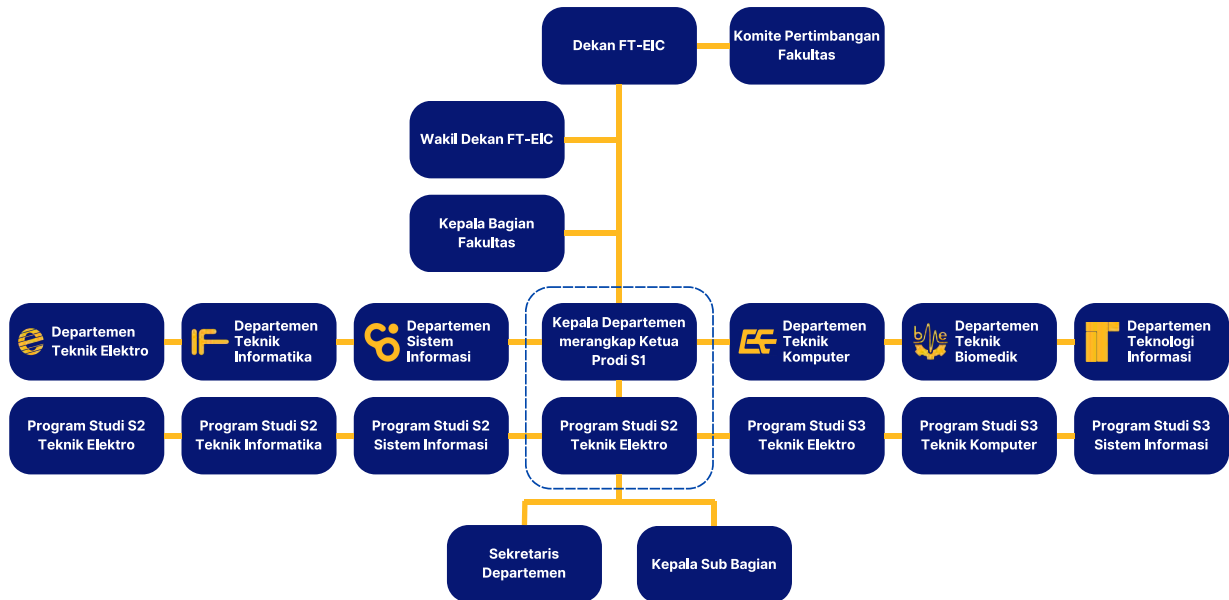 Dekan FT-EIC
Komite Pertimbangan
Fakultas
Wakil Dekan FT-EIC
Kepala Bagian
Fakultas
Departemen
Teknik Elektro
IF
Departemen
Teknik
Informatika
Departemen
Sistem
Informasi
Kepala Departemen
merangkap Ketua
Prodi S1
Departemen
Teknik
Komputer
b e
Departemen
Teknik
Biomedik
Departemen
Teknologi
Informasi
Program Studi S2
Teknik Elektro
Program Studi S2
Teknik Informatika
Program Studi S2
Sistem Informasi
Program Studi S2
Teknik Elektro
Program Studi S3
Teknik Elektro
Program Studi S3
Teknik Komputer
Program Studi S3
Sistem Informasi
Sekretaris
Departemen
Kepala Sub Bagian